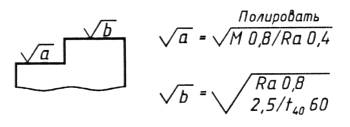 √b
√a
Полировать
√a = √M 0,8/Ra 0,4
√b = √Ra 0,8
2,5/t₄₀ 60